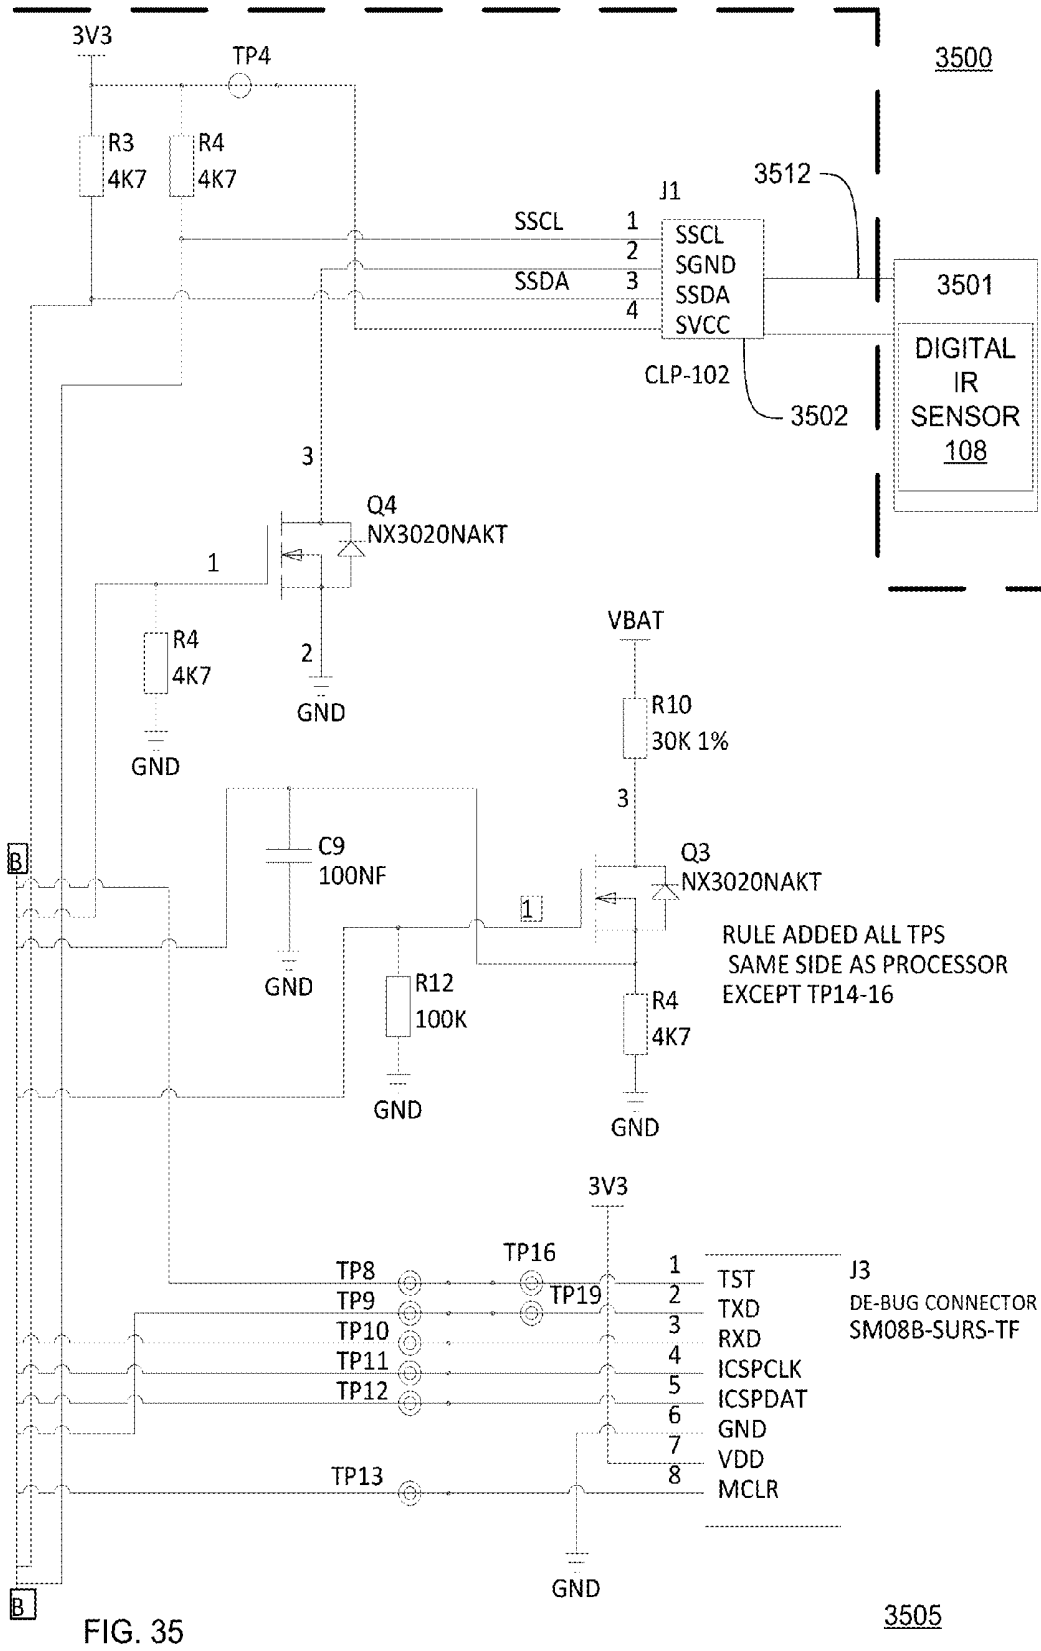 3V3
TP4
3500
R3
4K7
R4
4K7
3512
J1
SSCL
1
SSCL
2
SGND
SSDA
3
SSDA
4
SVCC
3501
DIGITAL
IR
SENSOR
108
CLP-102
3502
3
Q4
NX3020NAKT
1
R4
4K7
2
GND
GND
VBAT
R10
30K 1%
3
B
C9
100NF
Q3
NX3020NAKT
1
RULE ADDED ALL TPS
SAME SIDE AS PROCESSOR
EXCEPT TP14-16
GND
R12
100K
R4
4K7
GND
GND
3V3
TP8
TP16
1
TST
J3
TP9
TP19
2
TXD
DE-BUG CONNECTOR
TP10
3
RXD
SM08B-SURS-TF
TP11
4
ICSPCLK
TP12
5
ICSPDAT
6
GND
7
VDD
TP13
8
MCLR
GND
B
FIG. 35
3505